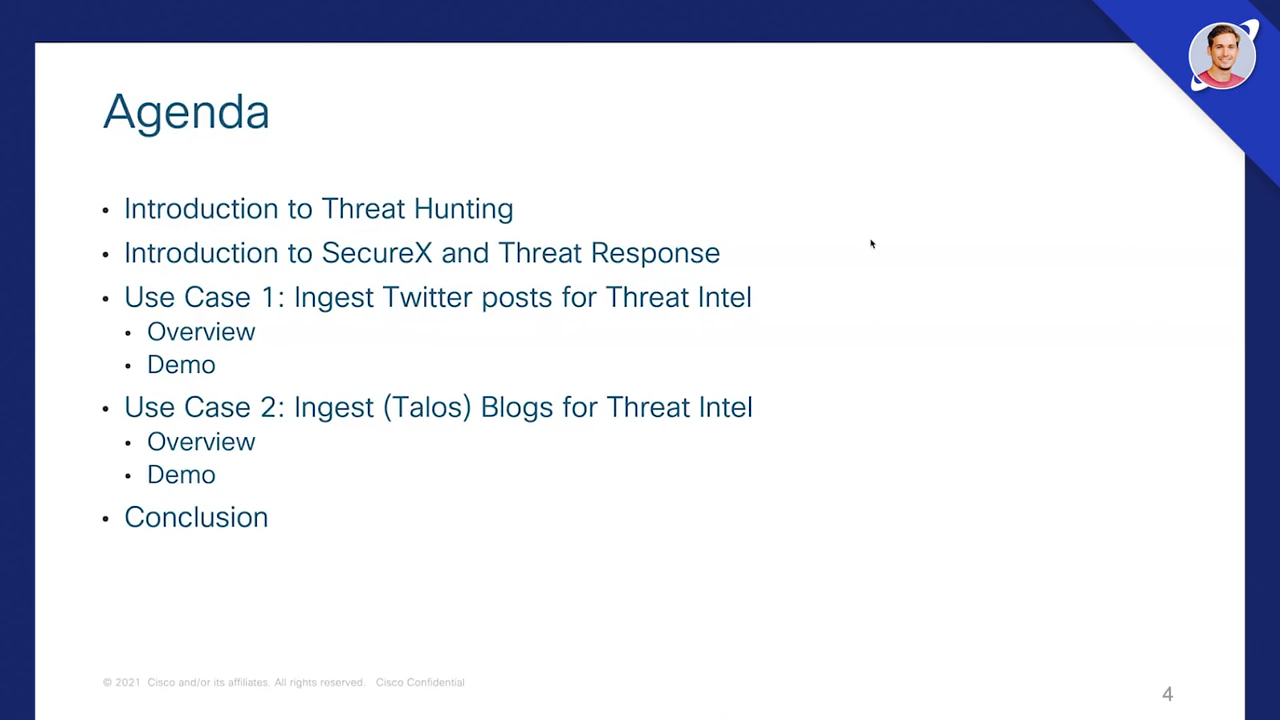 Agenda
• Introduction to Threat Hunting
• Introduction to SecureX and Threat Response
• Use Case 1: Ingest Twitter posts for Threat Intel
• Overview
• Demo
• Use Case 2: Ingest (Talos) Blogs for Threat Intel
• Overview
• Demo
• Conclusion
© 2021 Cisco and/or its affiliates. All rights reserved. Cisco Confidential
4